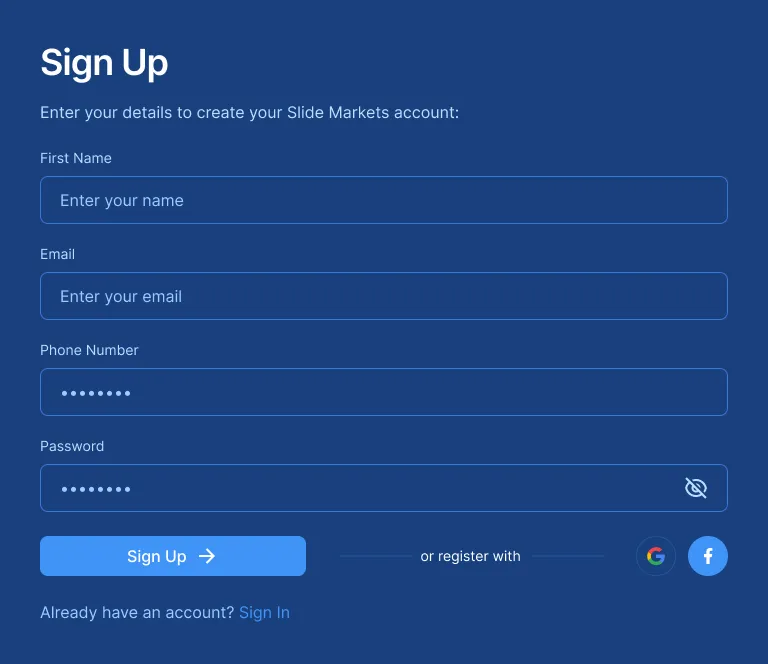 Sign Up
Enter your details to create your Slide Markets account:
First Name
Enter your name
Email
Enter your email
Phone Number
••••••••
Password
••••••••
Sign Up →
or register with
G
f
Already have an account? Sign In